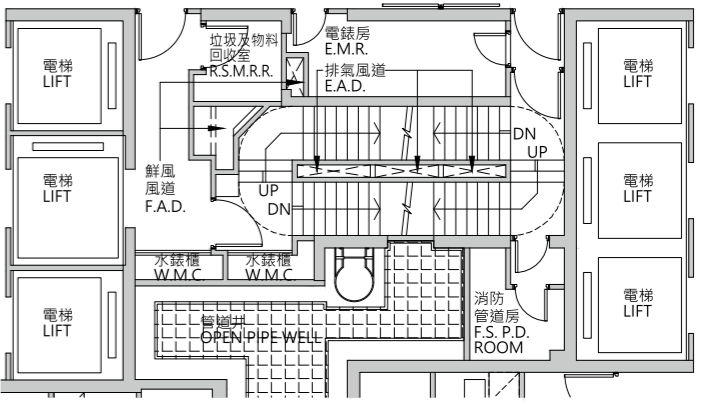 電梯
LIFT
垃圾及物料
回收室
R.S.M.R.R.
電錶房
E.M.R.
排氣風道
E.A.D.
電梯
LIFT
DN
UP
電梯
LIFT
鮮風
風道
F.A.D.
UP
DN
電梯
LIFT
水錶櫃
W.M.C.
水錶櫃
W.M.C.
電梯
LIFT
管道井
OPEN PIPE WELL
消防
管道房
F.S. P.D.
ROOM
電梯
LIFT